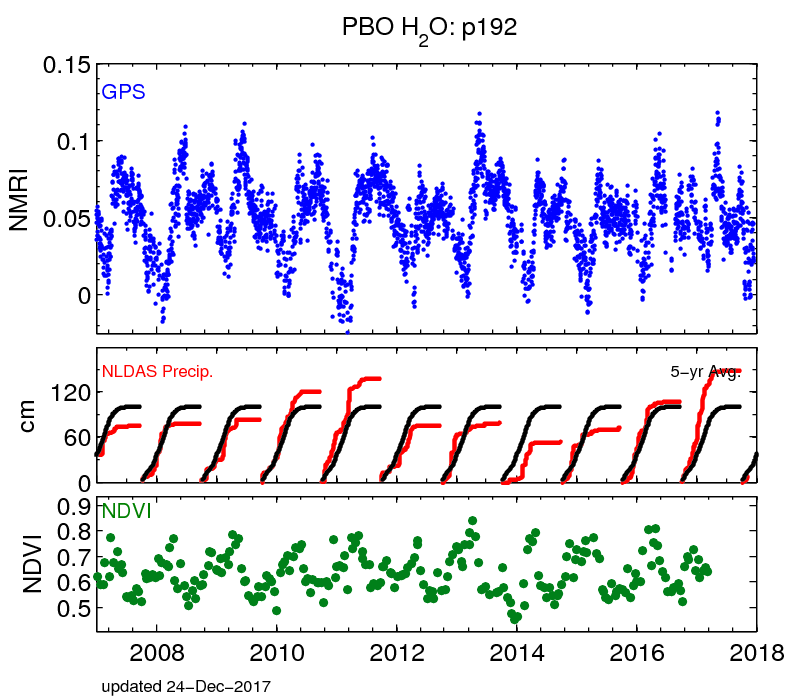 PBO H2O: p192
0.15
GPS
0.1
NMRI
0.05
0
NLDAS Precip.
5−yr Avg.
120
cm
60
0
0.9
NDVI
0.8
NDVI
0.7
0.6
0.5
2008 2010 2012 2014 2016 2018
updated 24−Dec−2017